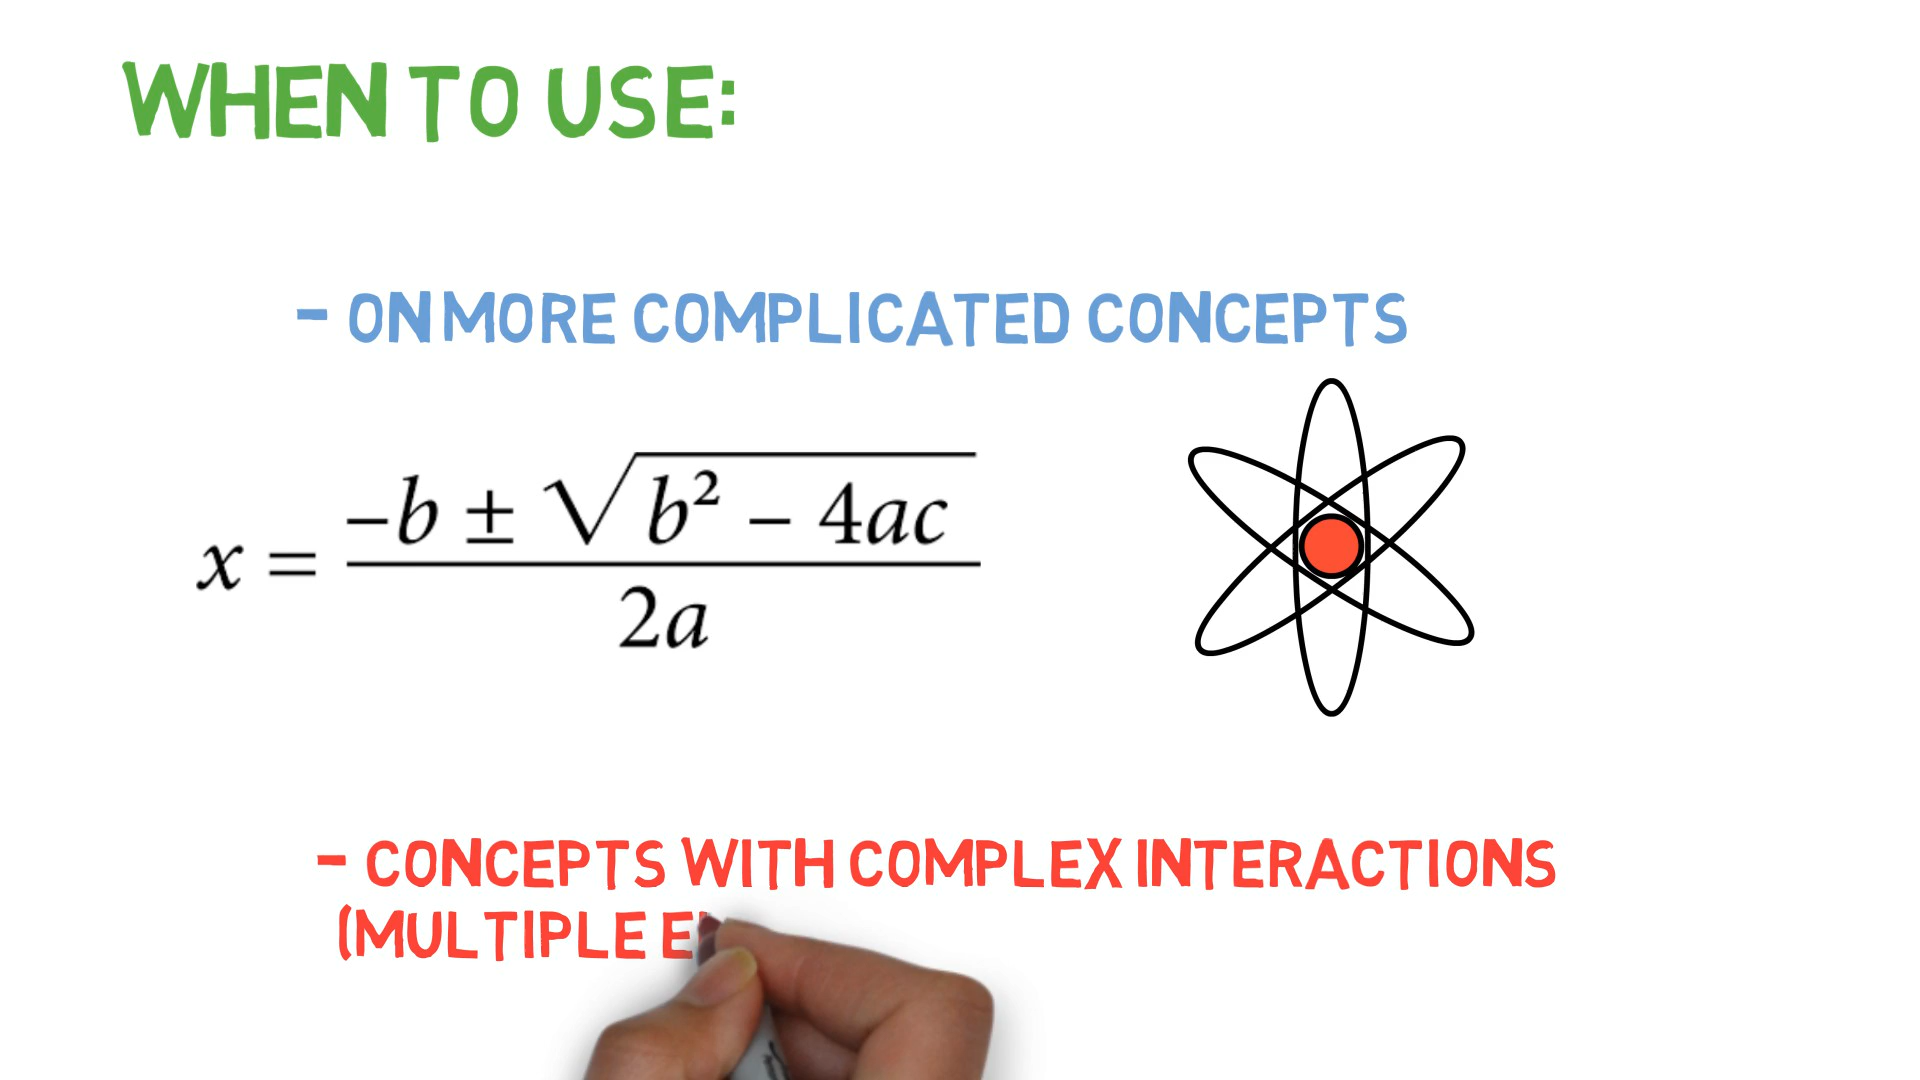 WHEN TO USE:
- ON MORE COMPLICATED CONCEPTS
x = −b ± √b² − 4ac / 2a
- CONCEPTS WITH COMPLEX INTERACTIONS
(MULTIPLE